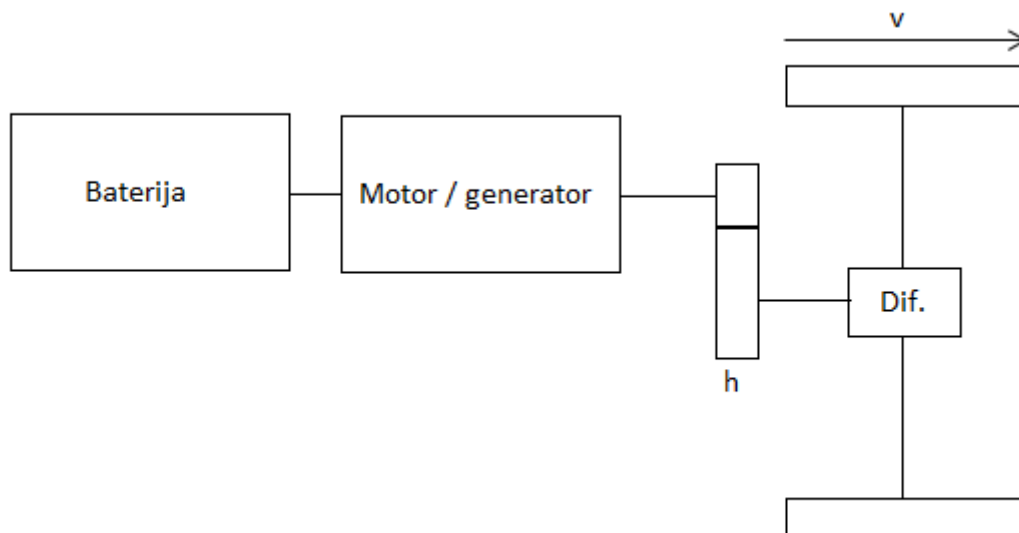 v
Baterija
Motor / generator
Dif.
h